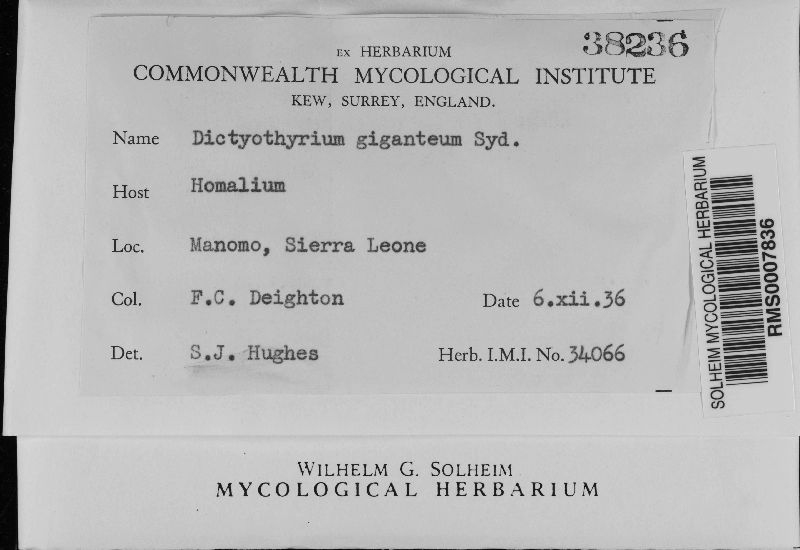 38236
EX HERBARIUM
COMMONWEALTH MYCOLOGICAL INSTITUTE
KEW, SURREY, ENGLAND.
Name Dictyothyrium giganteum Syd.
Host Homalium
Loc. Manomo, Sierra Leone
Col. F.C. Deighton Date 6.xii.36
Det. S.J. Hughes Herb. I.M.I. No. 34066
SOLHEIM MYCOLOGICAL HERBARIUM
RMS0007836
WILHELM G. SOLHEIM
MYCOLOGICAL HERBARIUM